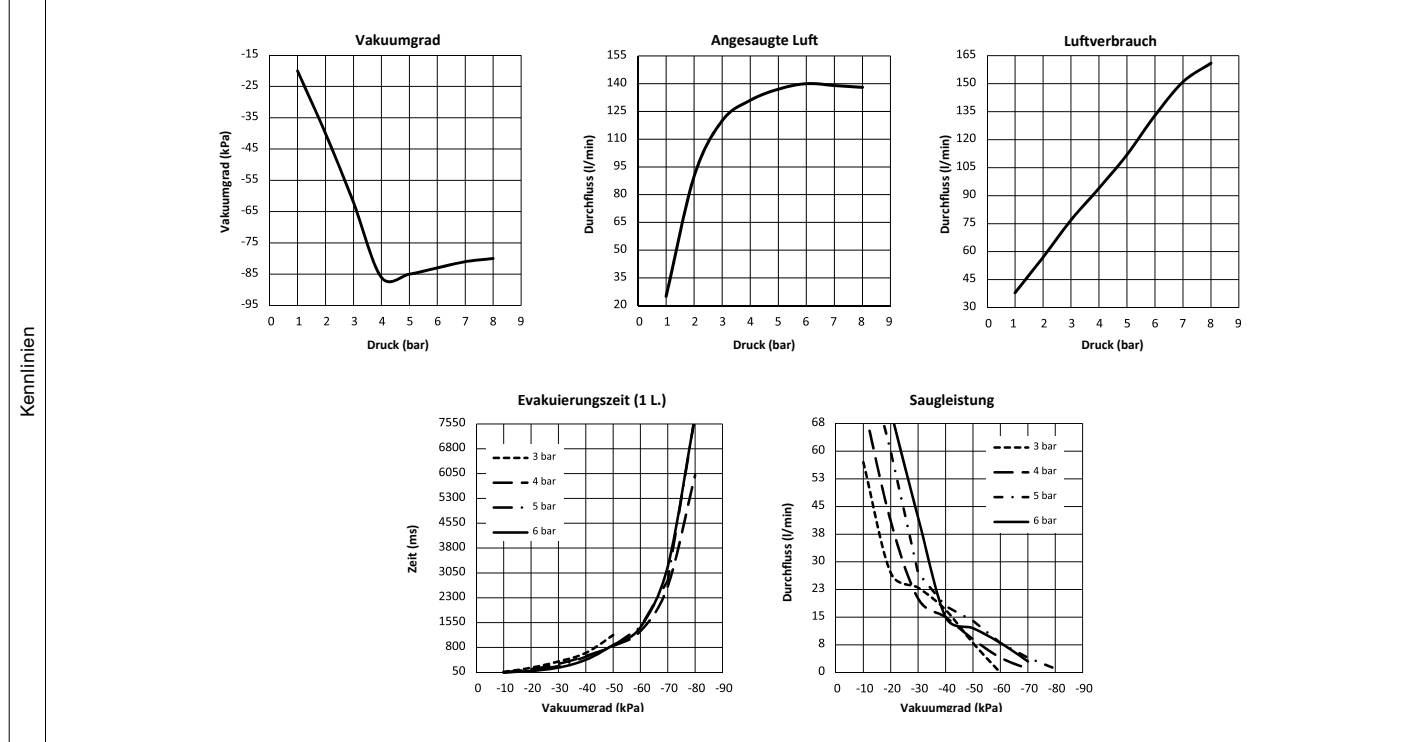 Kennlinien
Vakuumgrad
-15
-25
-35
-45
-55
-65
-75
-85
-95
Vakuumgrad (kPa)
0 1 2 3 4 5 6 7 8 9
Druck (bar)
Angesaugte Luft
155
140
125
110
95
80
65
50
35
20
Durchfluss (l/min)
0 1 2 3 4 5 6 7 8 9
Druck (bar)
Luftverbrauch
165
150
135
120
105
90
75
60
45
30
Durchfluss (l/min)
0 1 2 3 4 5 6 7 8 9
Druck (bar)
Evakuierungszeit (1 L.)
7550
6800
6050
5300
4550
3800
3050
2300
1550
800
50
Zeit (ms)
3 bar
4 bar
5 bar
6 bar
0 -10 -20 -30 -40 -50 -60 -70 -80 -90
Vakuumgrad (kPa)
Saugleistung
68
60
53
45
38
30
23
15
8
0
Durchfluss (l/min)
3 bar
4 bar
5 bar
6 bar
0 -10 -20 -30 -40 -50 -60 -70 -80 -90
Vakuumgrad (kPa)